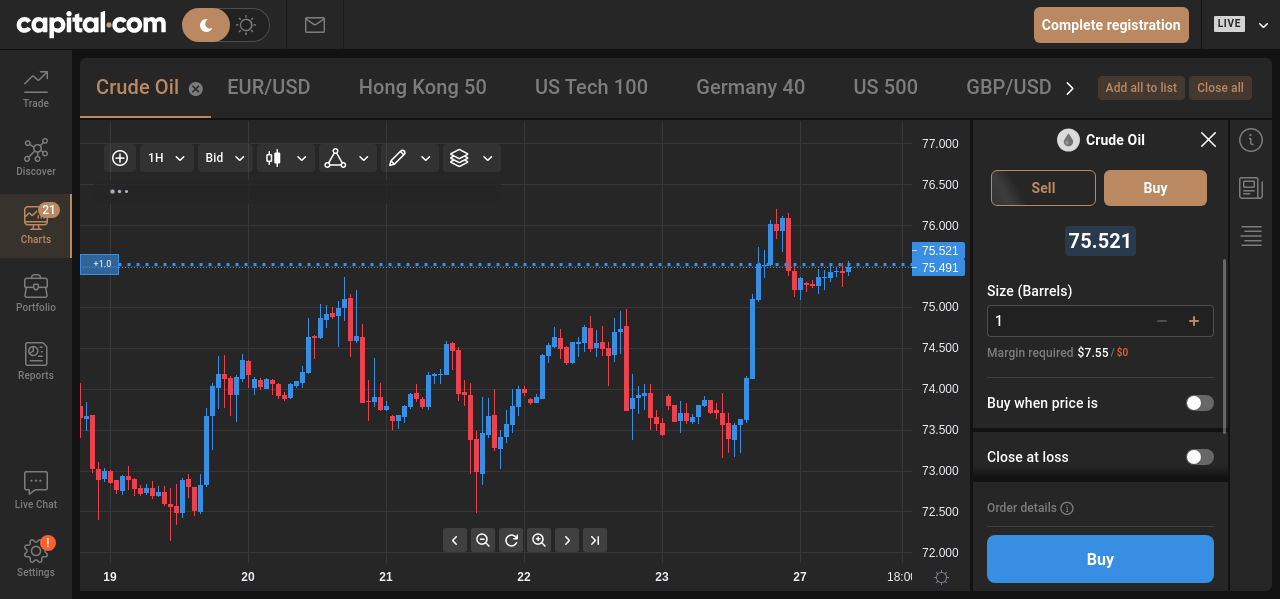 capital.com
Complete registration
LIVE
Trade
Discover
21
Charts
Portfolio
Reports
Live Chat
!
Settings
Crude Oil EUR/USD Hong Kong 50 US Tech 100 Germany 40 US 500 GBP/USD
Add all to list Close all
1H Bid
+1.0
77.000
76.500
76.000
75.521
75.491
75.000
74.500
74.000
73.500
73.000
72.500
72.000
19 20 21 22 23 27 18:00
Crude Oil
Sell Buy
75.521
Size (Barrels)
1
Margin required $7.55 / $0
Buy when price is
Close at loss
Order details
Buy